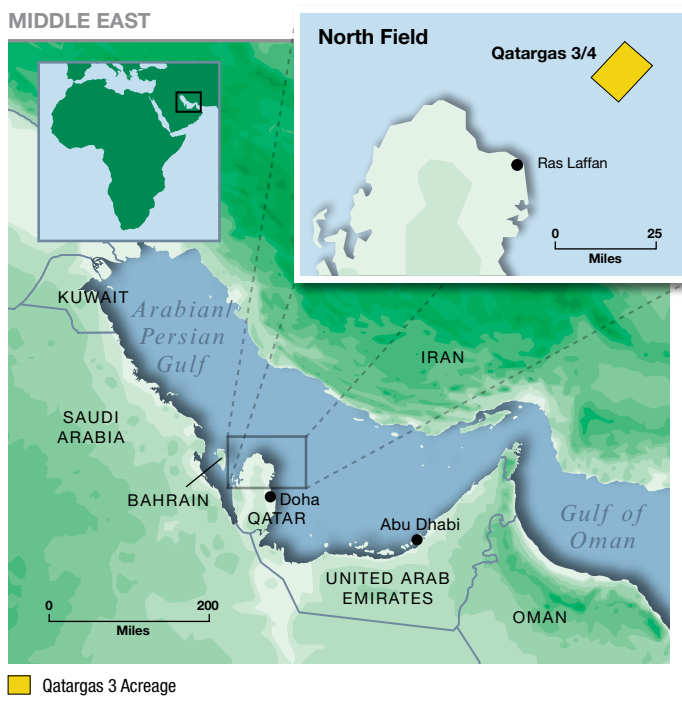 MIDDLE EAST
North Field
Qatargas 3/4
Ras Laffan
0 25
Miles
KUWAIT
Arabian/
Persian
Gulf
IRAN
SAUDI
ARABIA
BAHRAIN
Doha
QATAR
Abu Dhabi
Gulf of
Oman
UNITED ARAB
EMIRATES
OMAN
0 200
Miles
Qatargas 3 Acreage